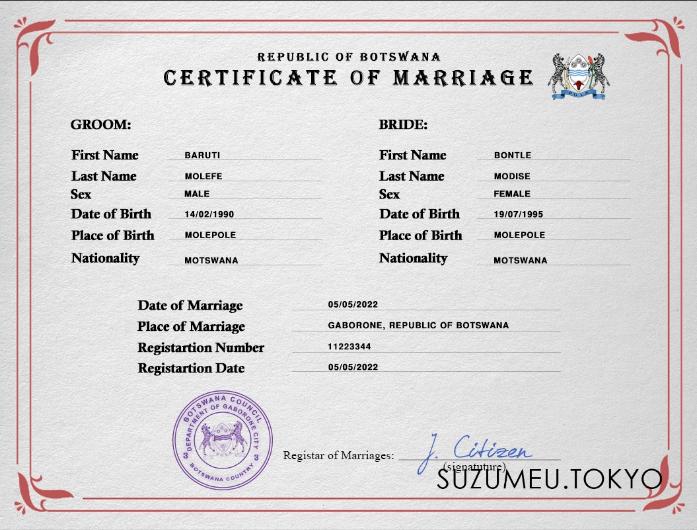 REPUBLIC OF BOTSWANA
CERTIFICATE OF MARRIAGE
GROOM:
First Name BARUTI
Last Name MOLEFE
Sex MALE
Date of Birth 14/02/1990
Place of Birth MOLEPOLE
Nationality MOTSWANA
BRIDE:
First Name BONTLE
Last Name MODISE
Sex FEMALE
Date of Birth 19/07/1995
Place of Birth MOLEPOLE
Nationality MOTSWANA
Date of Marriage 05/05/2022
Place of Marriage GABORONE, REPUBLIC OF BOTSWANA
Registartion Number 11223344
Registartion Date 05/05/2022
BOTSWANA COUNCIL
DEPARTMENT OF GABORONE CITY
BOTSWANA COUNTRY
Registar of Marriages: J. Citizen
SUZUMEU.TOKYO